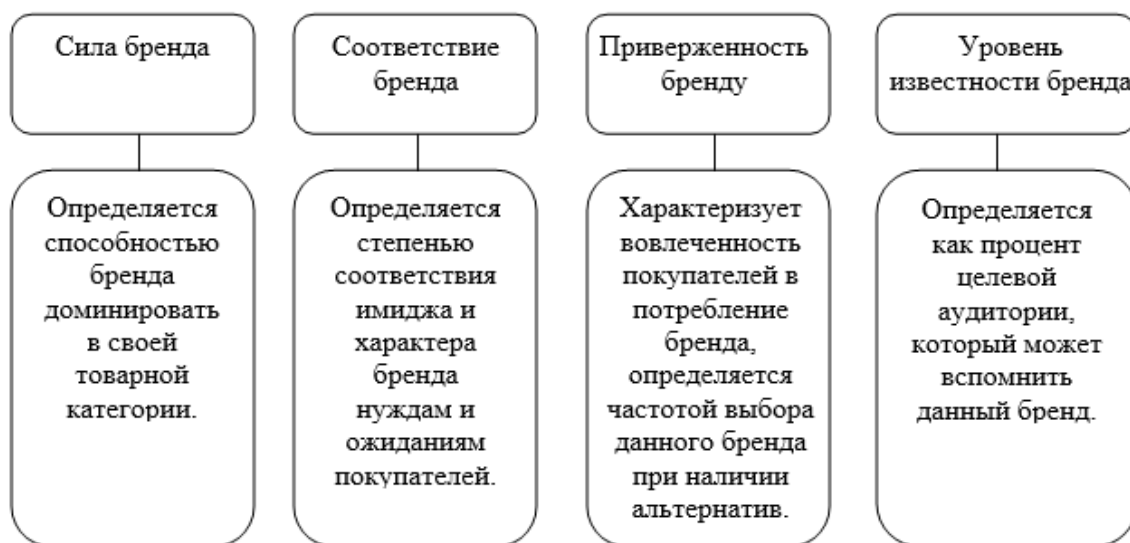 Сила бренда
Определяется
способностью
бренда
доминировать
в своей
товарной
категории.
Соответствие
бренда
Определяется
степенью
соответствия
имиджа и
характера
бренда
нуждам и
ожиданиям
покупателей.
Приверженность
бренду
Характеризует
вовлеченность
покупателей в
потребление
бренда,
определяется
частотой выбора
данного бренда
при наличии
альтернатив.
Уровень
известности бренда
Определяется
как процент
целевой
аудитории,
который может
вспомнить
данный бренд.